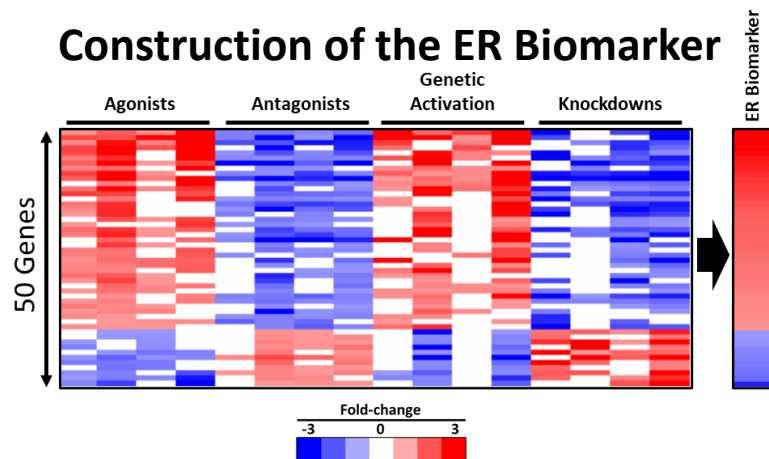 Construction of the ER Biomarker
Agonists
Antagonists
Genetic
Activation
Knockdowns
ER Biomarker
50 Genes
Fold-change
-3 0 3